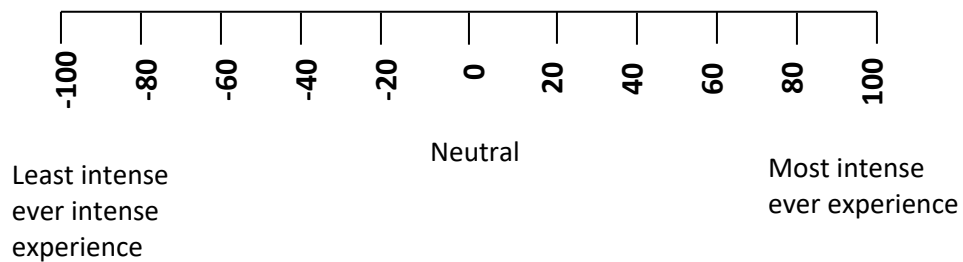 -100 -80 -60 -40 -20 0 20 40 60 80 100
Neutral
Least intense
ever intense
experience
Most intense
ever experience